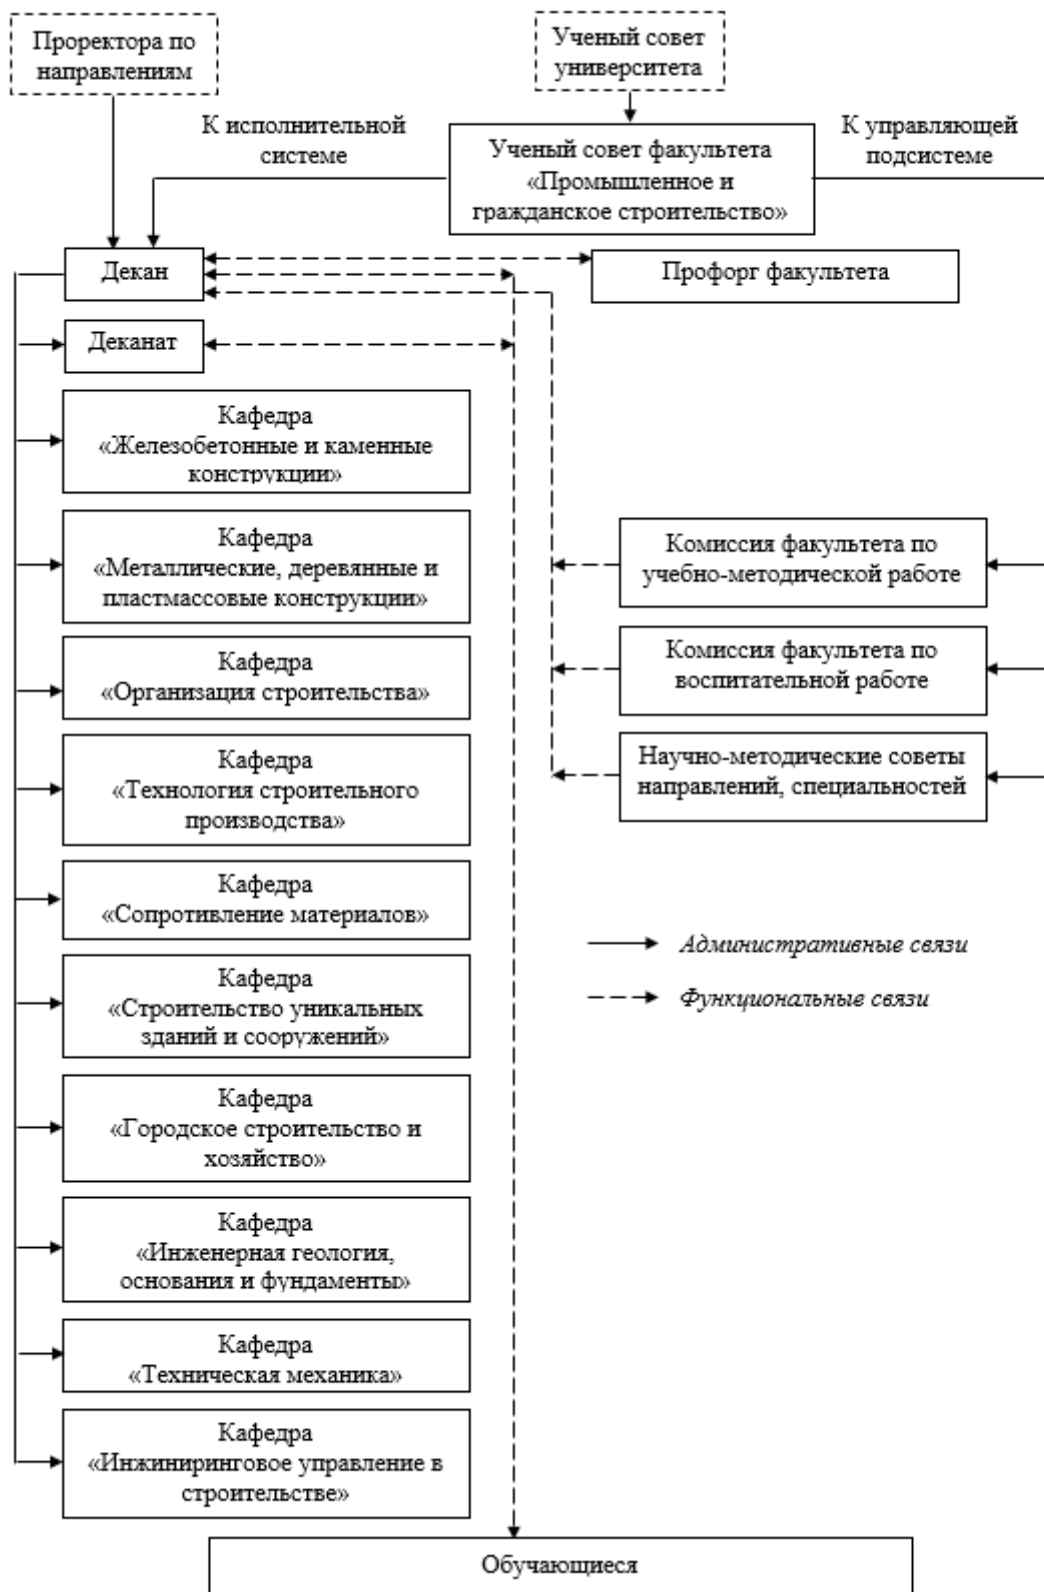 Проректора по
направлениям
Ученый совет
университета
К исполнительной
системе
Ученый совет факультета
«Промышленное и
гражданское строительство»
К управляющей
подсистеме
Декан
Профорг факультета
Деканат
Кафедра
«Железобетонные и каменные
конструкции»
Кафедра
«Металлические, деревянные и
пластмассовые конструкции»
Кафедра
«Организация строительства»
Кафедра
«Технология строительного
производства»
Кафедра
«Сопротивление материалов»
Кафедра
«Строительство уникальных
зданий и сооружений»
Кафедра
«Городское строительство и
хозяйство»
Кафедра
«Инженерная геология,
основания и фундаменты»
Кафедра
«Техническая механика»
Кафедра
«Инжиниринговое управление в
строительстве»
Комиссия факультета по
учебно-методической работе
Комиссия факультета по
воспитательной работе
Научно-методические советы
направлений, специальностей
Административные связи
Функциональные связи
Обучающиеся